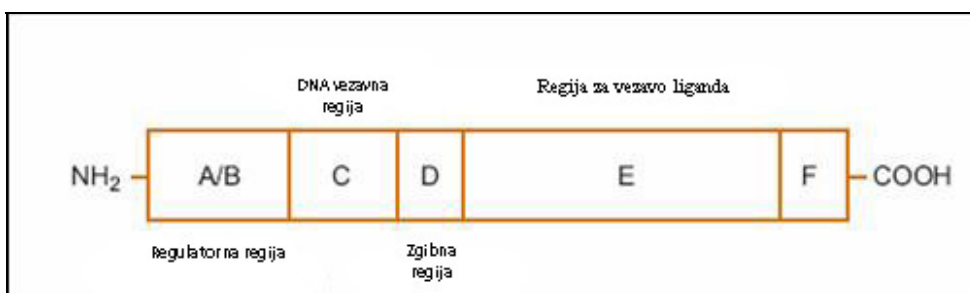 DNA vezavna
regija
Regija za vezavo liganda
NH₂
A/B
C
D
E
F
COOH
Regulatorna regija
Zgibna
regija